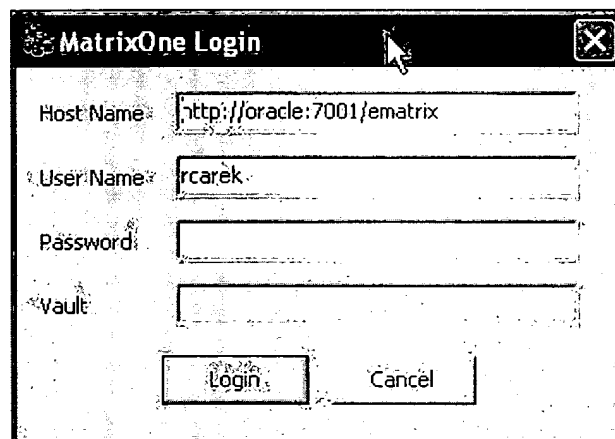 MatrixOne Login
Host Name http://oracle:7001/ematrix
User Name rcarek
Password
Vault
Login Cancel